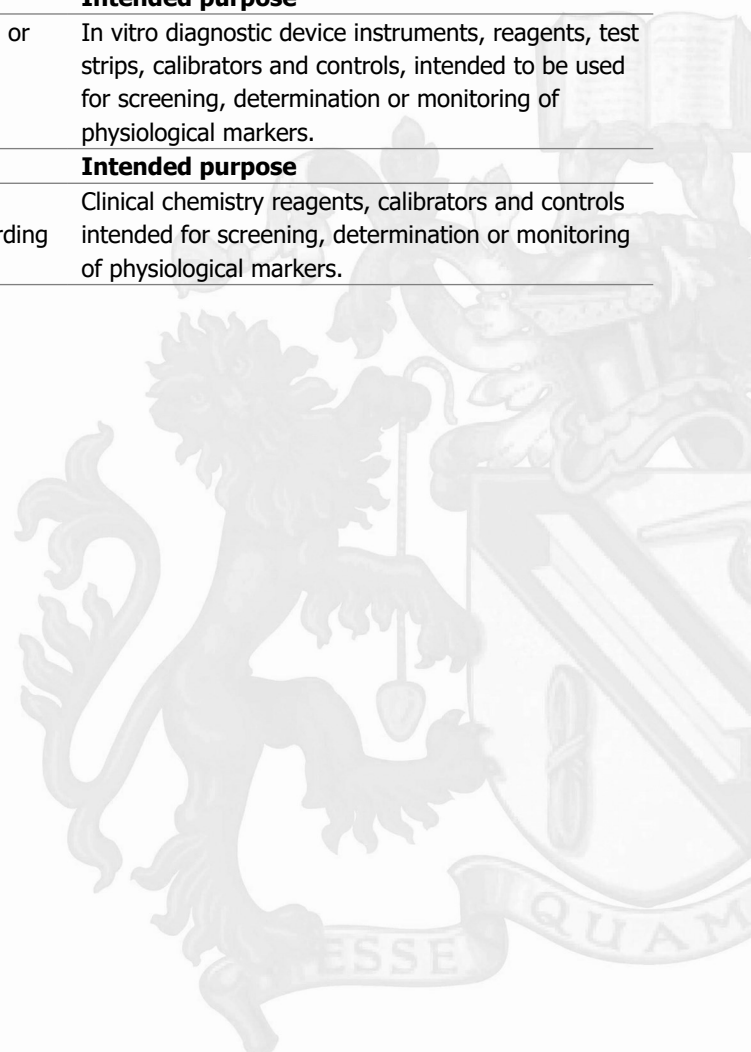 Intended purpose
or In vitro diagnostic device instruments, reagents, test
strips, calibrators and controls, intended to be used
for screening, determination or monitoring of
physiological markers.
Intended purpose
Clinical chemistry reagents, calibrators and controls
rding intended for screening, determination or monitoring
of physiological markers.
ESSE QUAM